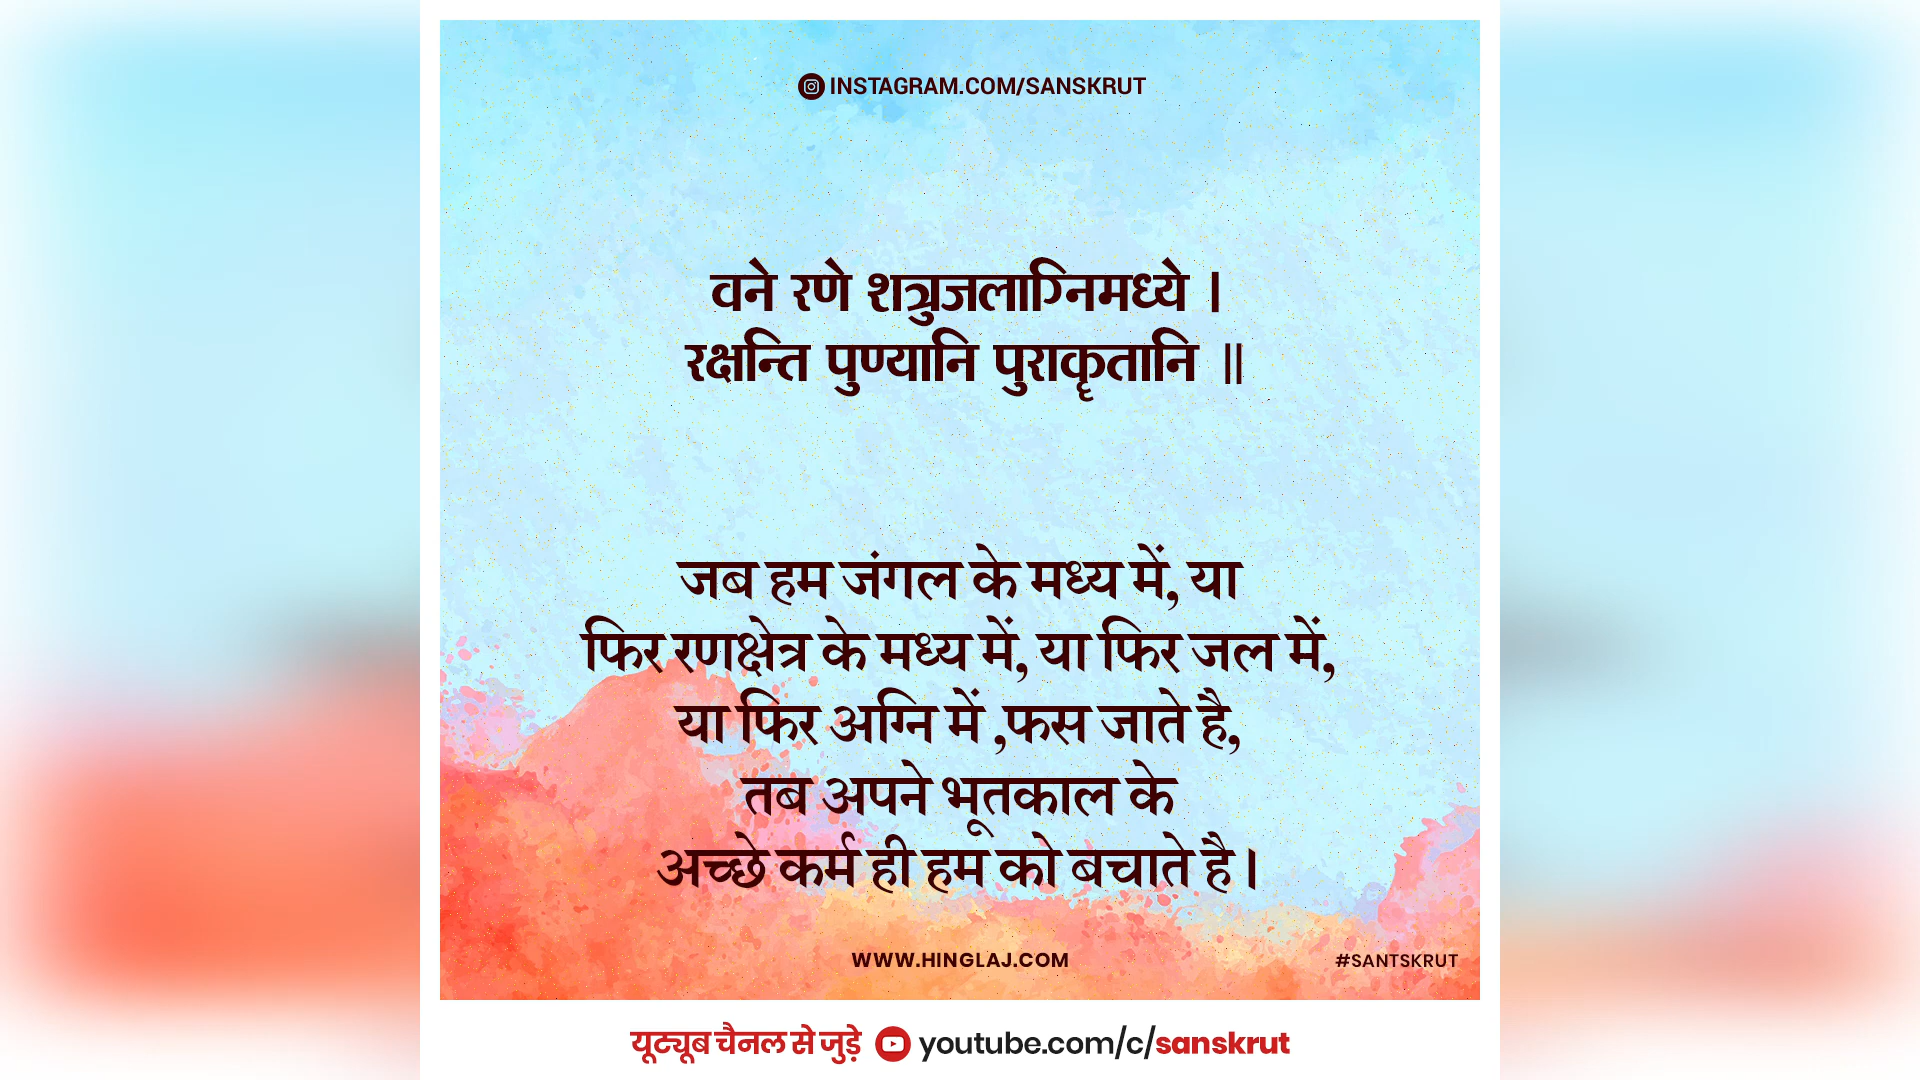 INSTAGRAM.COM/SANSKRUT
वने रणे शत्रुजलाग्निमध्ये ।
रक्षन्ति पुण्यानि पुराकृतानि ॥
जब हम जंगल के मध्य में, या
फिर रणक्षेत्र के मध्य में, या फिर जल में,
या फिर अग्नि में ,फस जाते है,
तब अपने भूतकाल के
अच्छे कर्म ही हम को बचाते है।
WWW.HINGLAJ.COM
#SANTSKRUT
यूट्यूब चैनल से जुड़े youtube.com/c/sanskrut